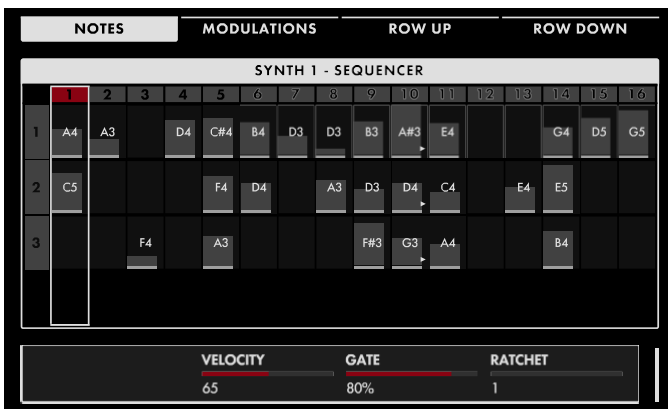 NOTES MODULATIONS ROW UP ROW DOWN
SYNTH 1 - SEQUENCER
1 2 3 4 5 6 7 8 9 10 11 12 13 14 15 16
1 A4 A3 D4 C#4 B4 D3 D3 B3 A#3 E4 G4 D5 G5
2 C5 F4 D4 A3 D3 D4 C4 E4 E5
3 F4 A3 F#3 G3 A4 B4
VELOCITY GATE RATCHET
65 80% 1